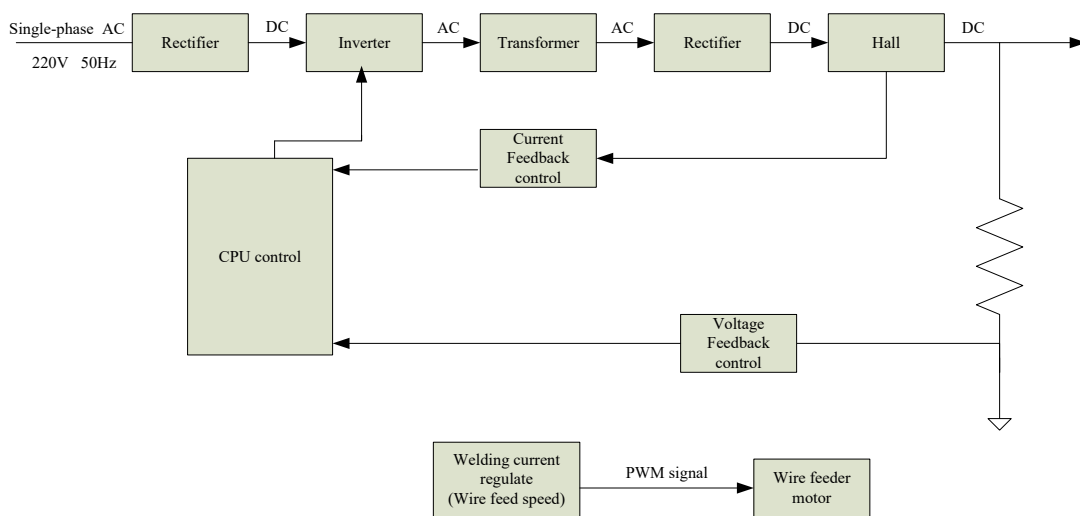 Single-phase AC
220V 50Hz
Rectifier
DC
Inverter
AC
Transformer
AC
Rectifier
DC
Hall
DC
Current
Feedback
control
CPU control
Voltage
Feedback
control
Welding current
regulate
(Wire feed speed)
PWM signal
Wire feeder
motor